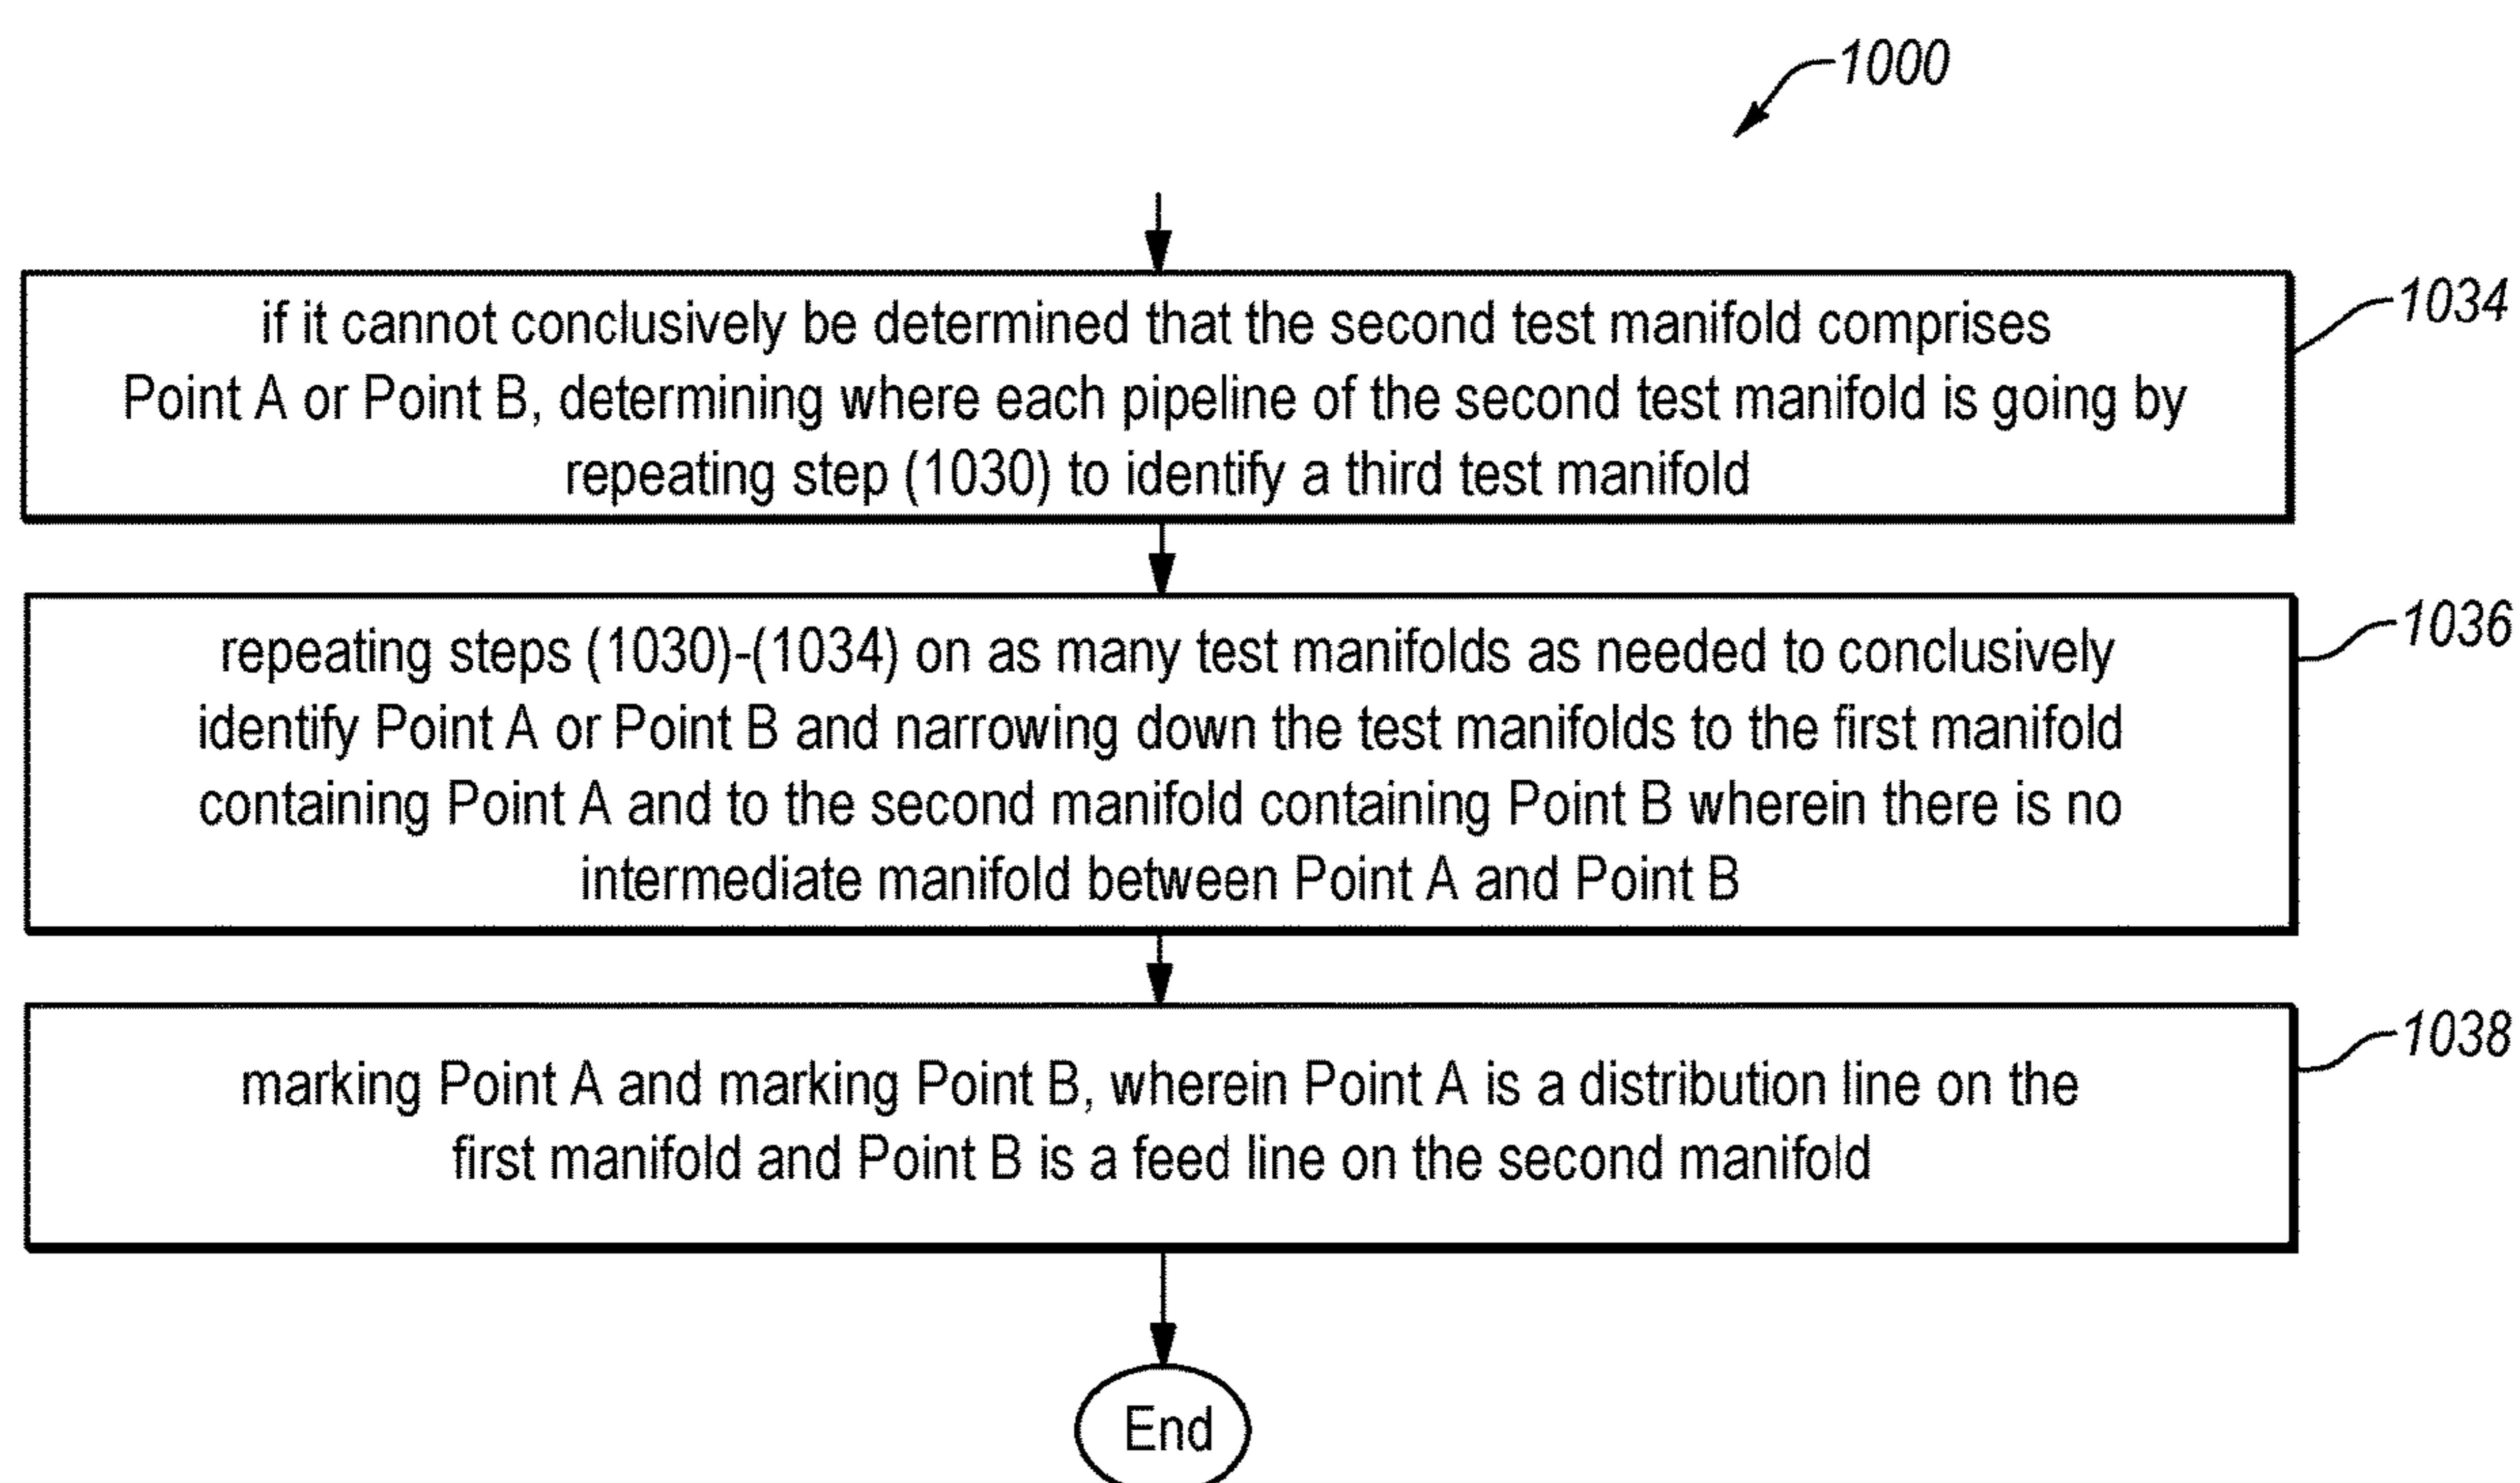 1000
if it cannot conclusively be determined that the second test manifold comprises
Point A or Point B, determining where each pipeline of the second test manifold is going by
repeating step (1030) to identify a third test manifold
1034
repeating steps (1030)-(1034) on as many test manifolds as needed to conclusively
identify Point A or Point B and narrowing down the test manifolds to the first manifold
containing Point A and to the second manifold containing Point B wherein there is no
intermediate manifold between Point A and Point B
1036
marking Point A and marking Point B, wherein Point A is a distribution line on the
first manifold and Point B is a feed line on the second manifold
1038
End